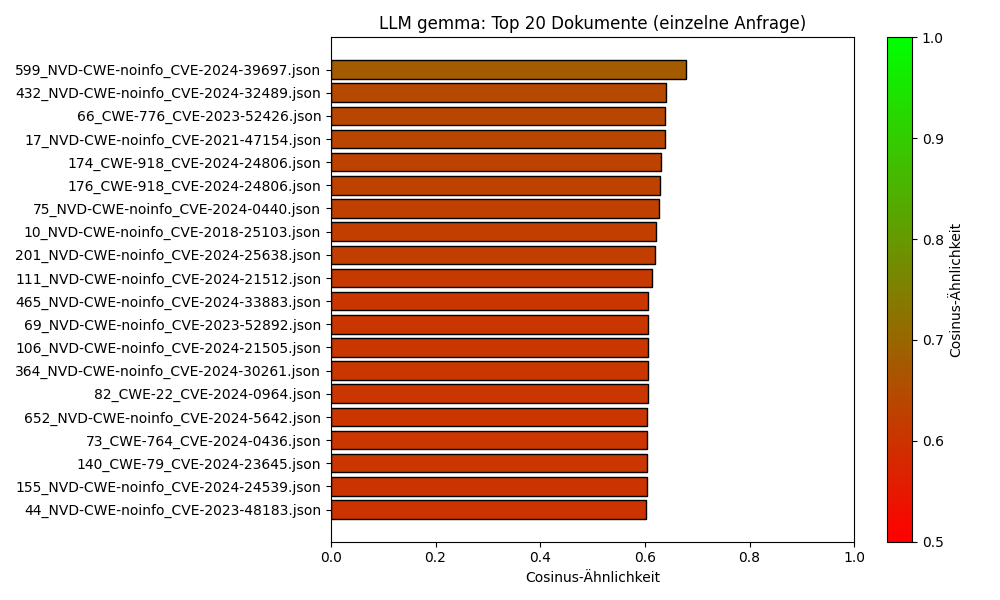 LLM gemma: Top 20 Dokumente (einzelne Anfrage)
599_NVD-CWE-noinfo_CVE-2024-39697.json
432_NVD-CWE-noinfo_CVE-2024-32489.json
66_CWE-776_CVE-2023-52426.json
17_NVD-CWE-noinfo_CVE-2021-47154.json
174_CWE-918_CVE-2024-24806.json
176_CWE-918_CVE-2024-24806.json
75_NVD-CWE-noinfo_CVE-2024-0440.json
10_NVD-CWE-noinfo_CVE-2018-25103.json
201_NVD-CWE-noinfo_CVE-2024-25638.json
111_NVD-CWE-noinfo_CVE-2024-21512.json
465_NVD-CWE-noinfo_CVE-2024-33883.json
69_NVD-CWE-noinfo_CVE-2023-52892.json
106_NVD-CWE-noinfo_CVE-2024-21505.json
364_NVD-CWE-noinfo_CVE-2024-30261.json
82_CWE-22_CVE-2024-0964.json
652_NVD-CWE-noinfo_CVE-2024-5642.json
73_CWE-764_CVE-2024-0436.json
140_CWE-79_CVE-2024-23645.json
155_NVD-CWE-noinfo_CVE-2024-24539.json
44_NVD-CWE-noinfo_CVE-2023-48183.json
0.0 0.2 0.4 0.6 0.8 1.0
Cosinus-Ähnlichkeit
1.0
0.9
0.8
0.7
0.6
0.5
Cosinus-Ähnlichkeit